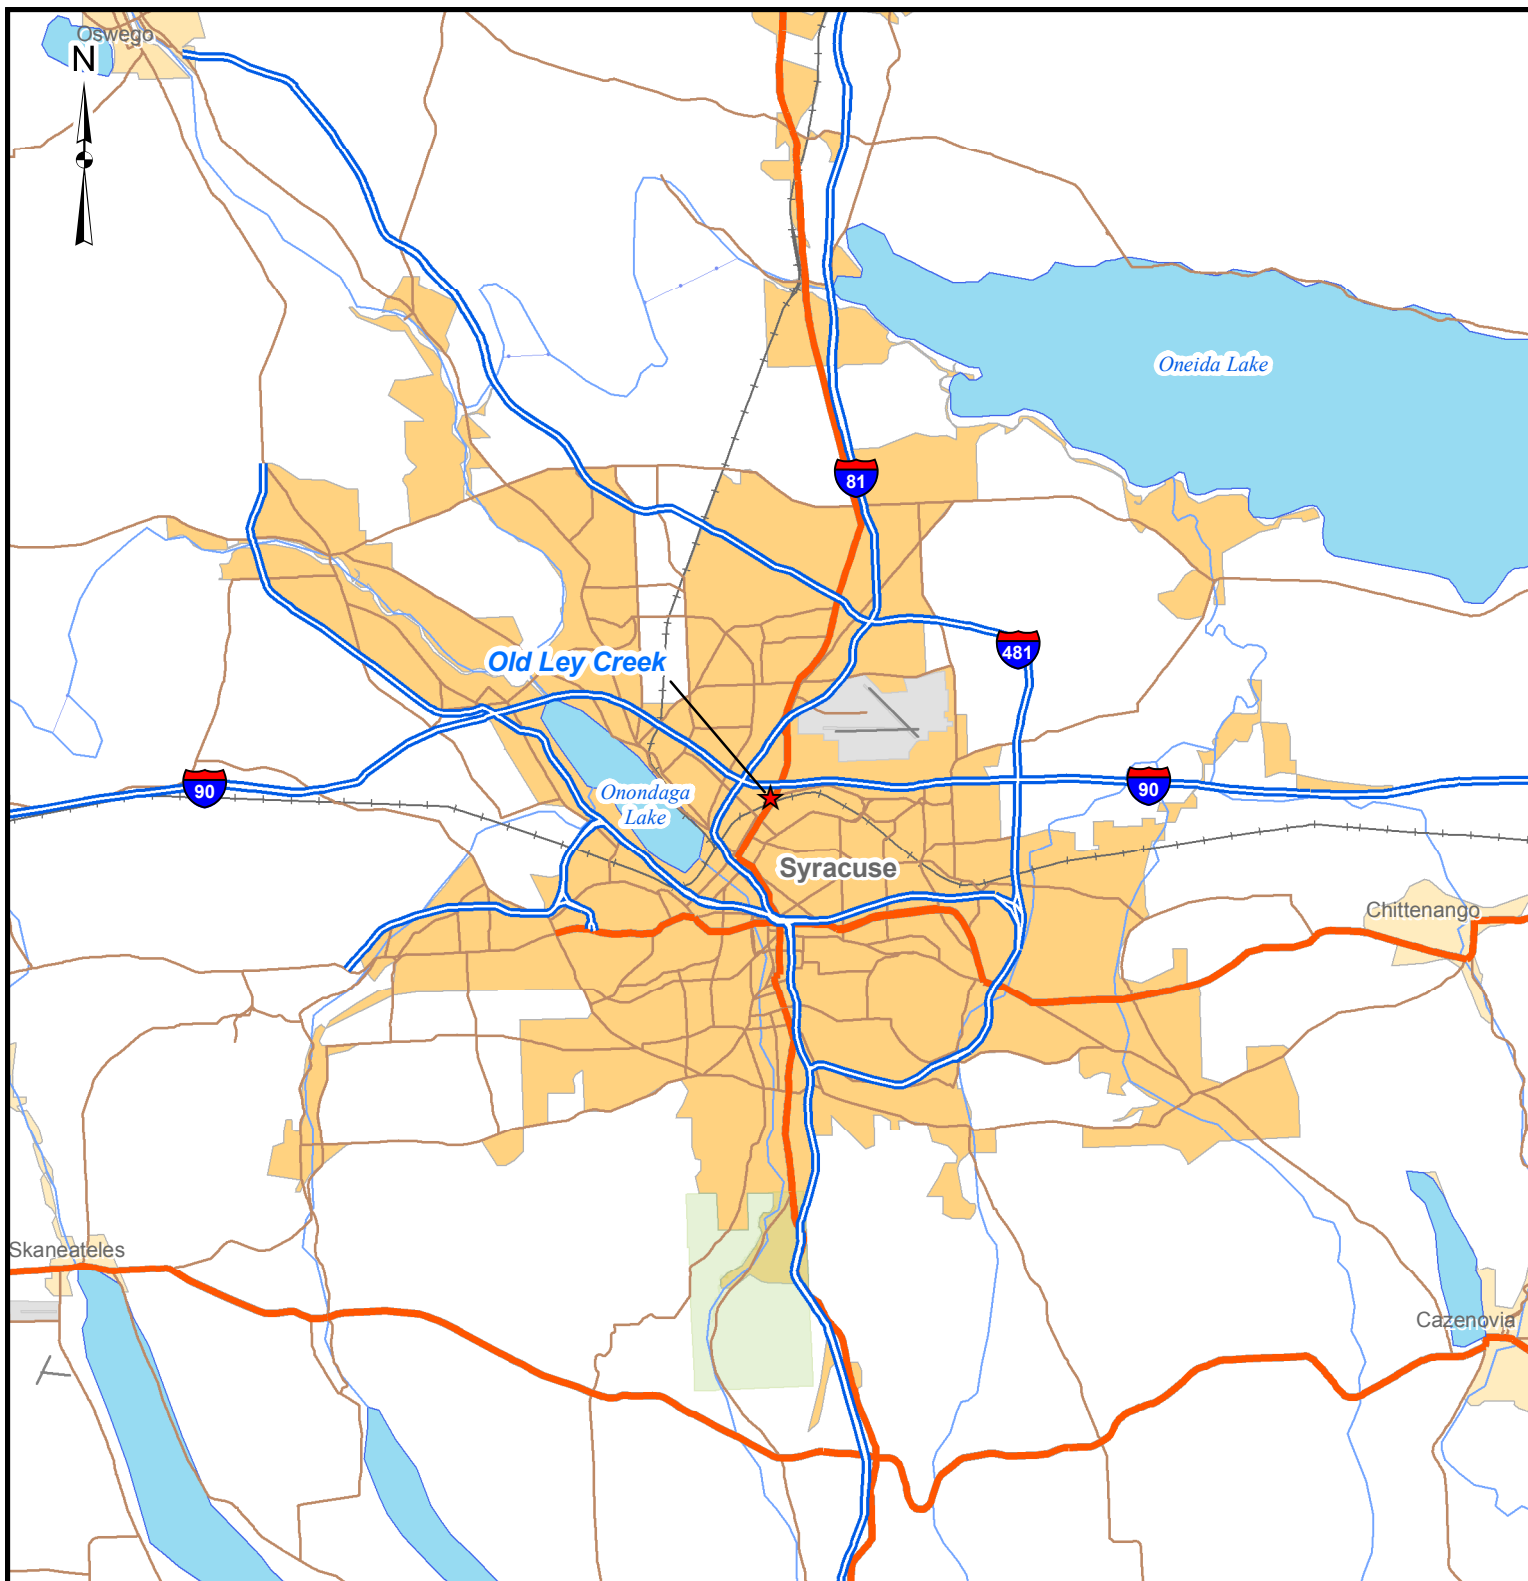 Oswego
N
Oneida Lake
81
481
Old Ley Creek
90
90
Onondaga
Lake
Syracuse
Chittenango
Skaneateles
Cazenovia